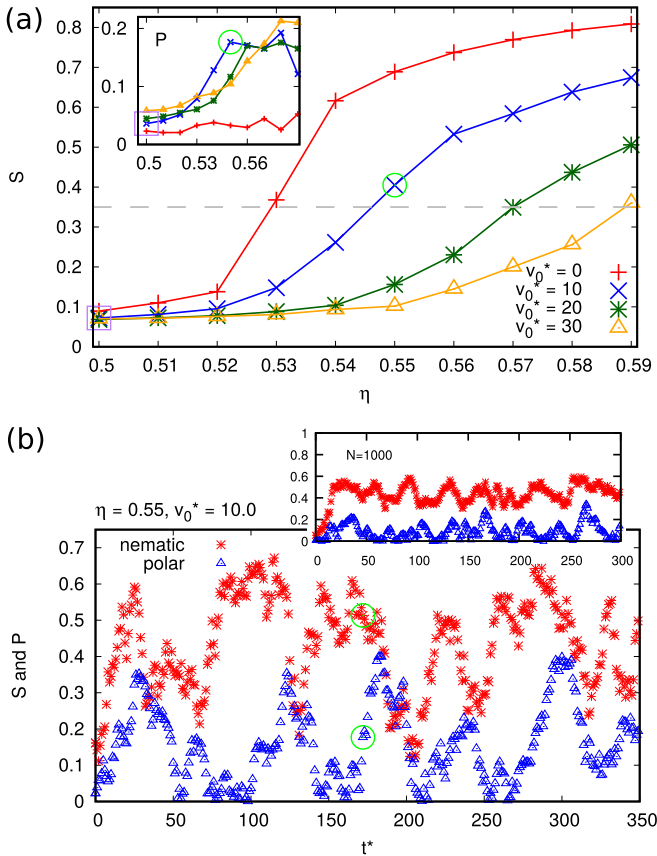 (a)
P
0.2
0.1
0
0.5
0.53
0.56
0.8
0.7
0.6
0.5
0.4
0.3
0.2
0.1
0
S
v0* = 0
v0* = 10
v0* = 20
v0* = 30
0.5 0.51 0.52 0.53 0.54 0.55 0.56 0.57 0.58 0.59
η
(b)
1
0.8
0.6
0.4
0.2
0
N=1000
0 50 100 150 200 250 300
η = 0.55, v0* = 10.0
nematic
polar
0.7
0.6
0.5
0.4
0.3
0.2
0.1
0
S and P
0 50 100 150 200 250 300 350
t*